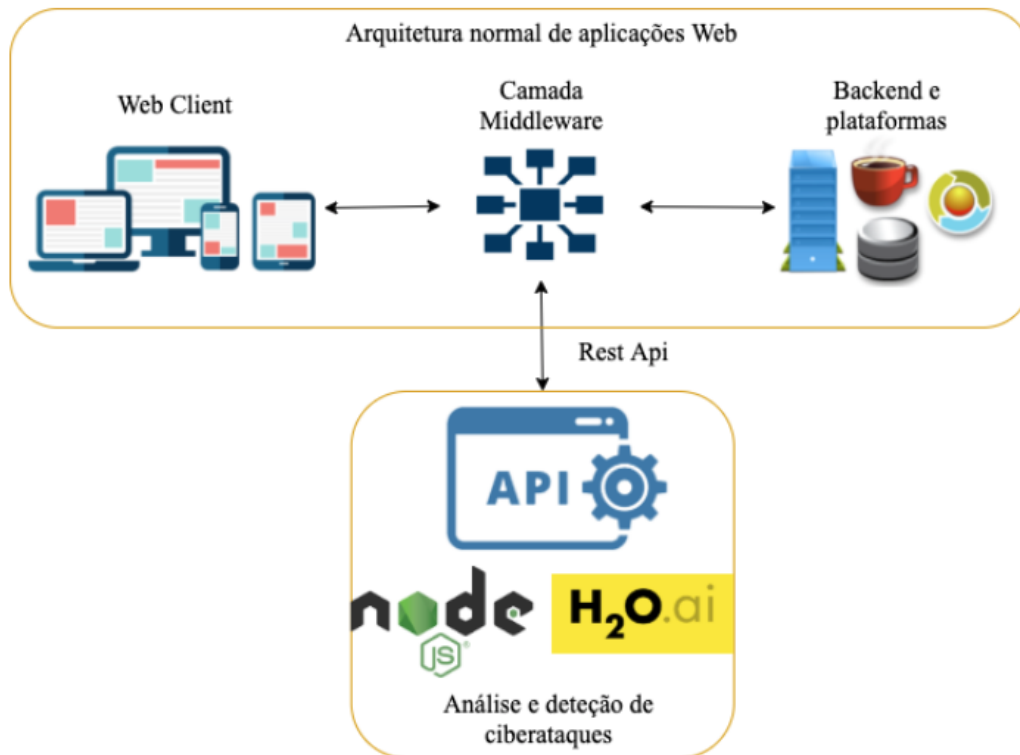 Arquitetura normal de aplicações Web
Web Client
Camada
Middleware
Backend e
plataformas
Rest Api
API
node
JS®
H2O.ai
Análise e deteção de
ciberataques